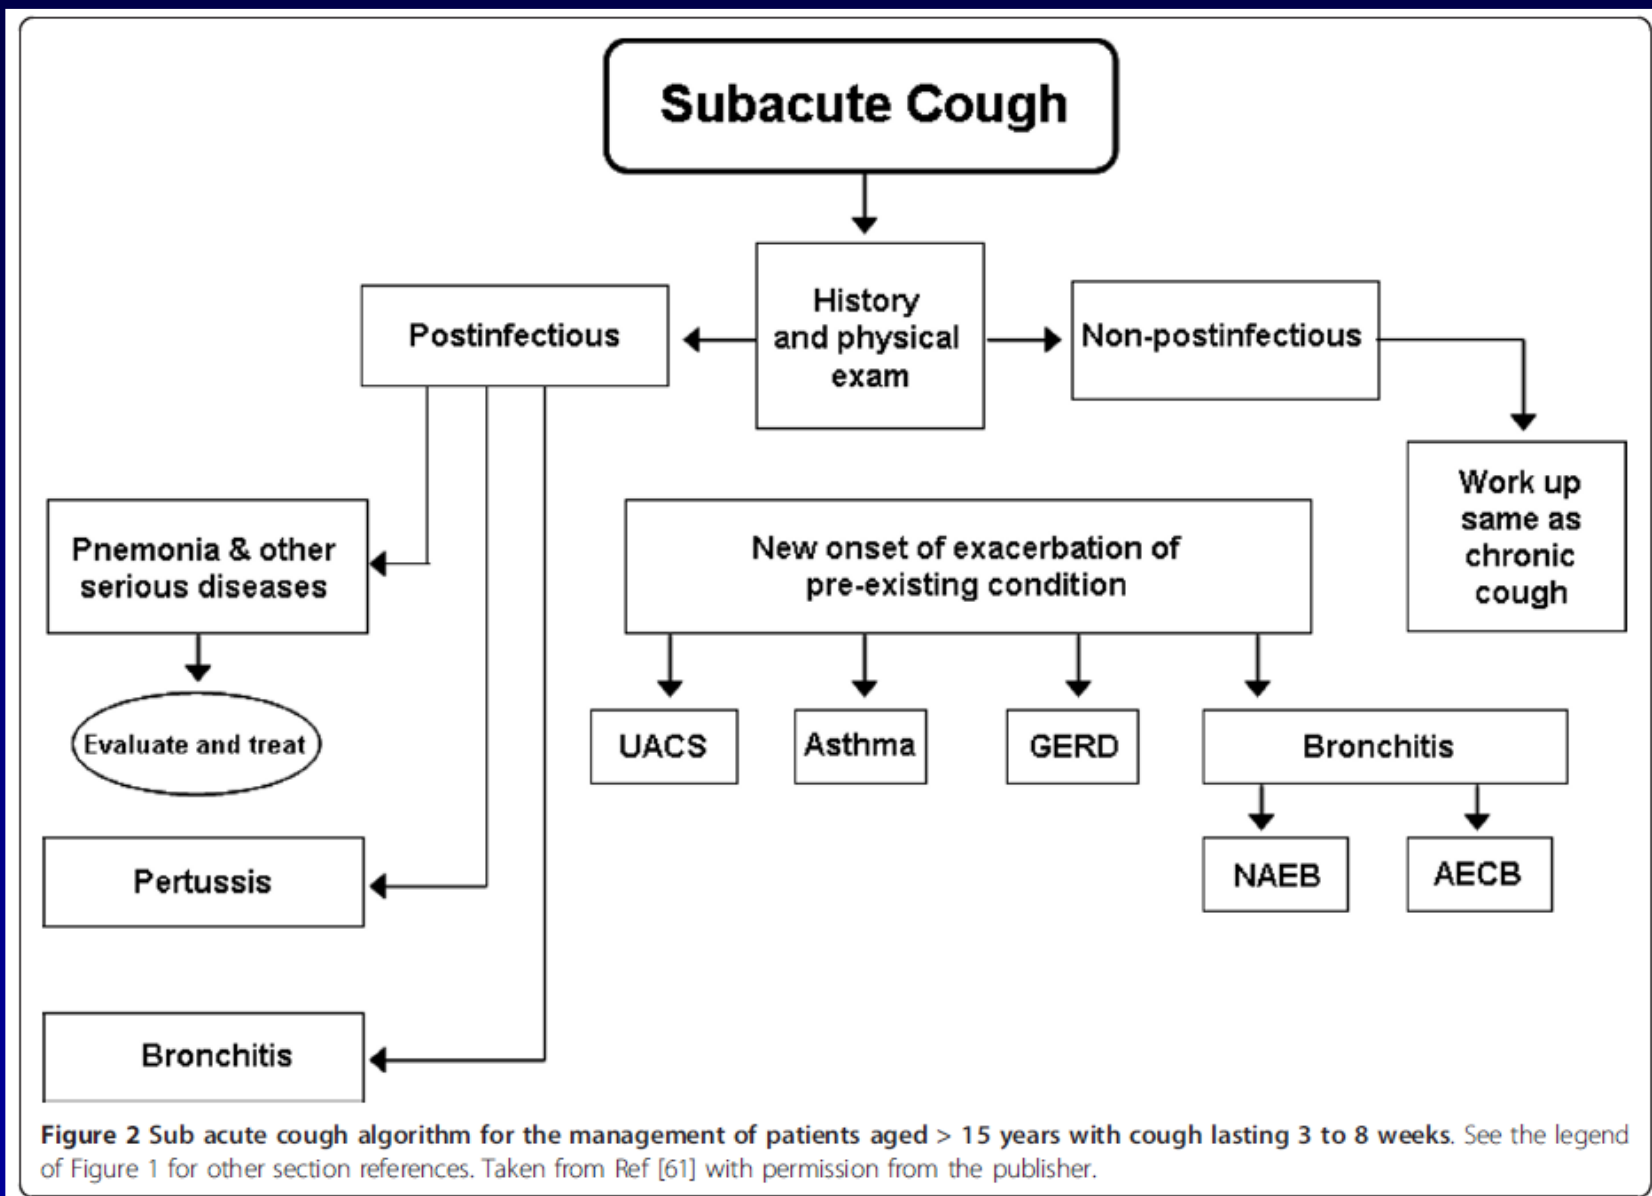 Subacute Cough
History
and physical
exam
Postinfectious
Non-postinfectious
Work up
same as
chronic
cough
Pnemonia & other
serious diseases
New onset of exacerbation of
pre-existing condition
Evaluate and treat
UACS
Asthma
GERD
Bronchitis
NAEB
AECB
Pertussis
Bronchitis
Figure 2 Sub acute cough algorithm for the management of patients aged > 15 years with cough lasting 3 to 8 weeks. See the legend
of Figure 1 for other section references. Taken from Ref [61] with permission from the publisher.